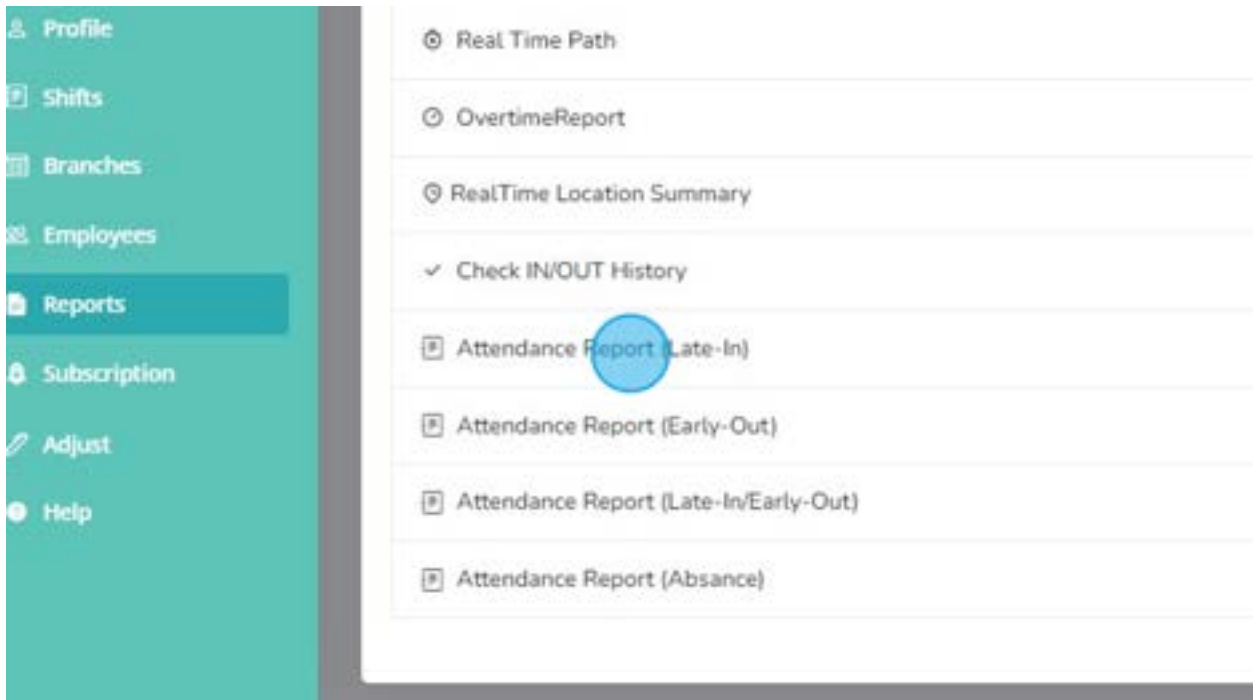 Profile
Shifts
Branches
Employees
Reports
Subscription
Adjust
Help
Real Time Path
OvertimeReport
RealTime Location Summary
Check IN/OUT History
Attendance Report (Late-In)
Attendance Report (Early-Out)
Attendance Report (Late-In/Early-Out)
Attendance Report (Absance)